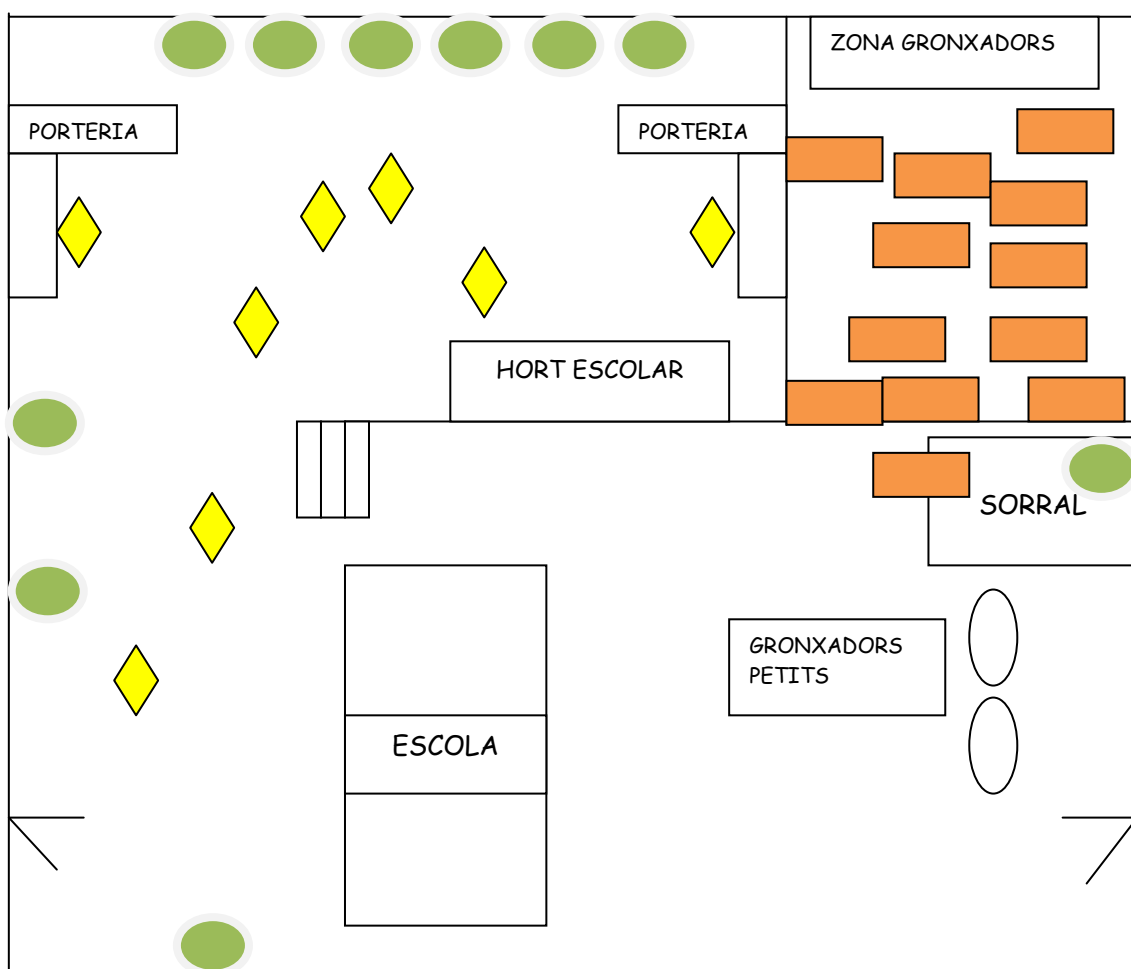 ZONA GRONXADORS
PORTERIA
PORTERIA
HORT ESCOLAR
SORRAL
GRONXADORS
PETITS
ESCOLA